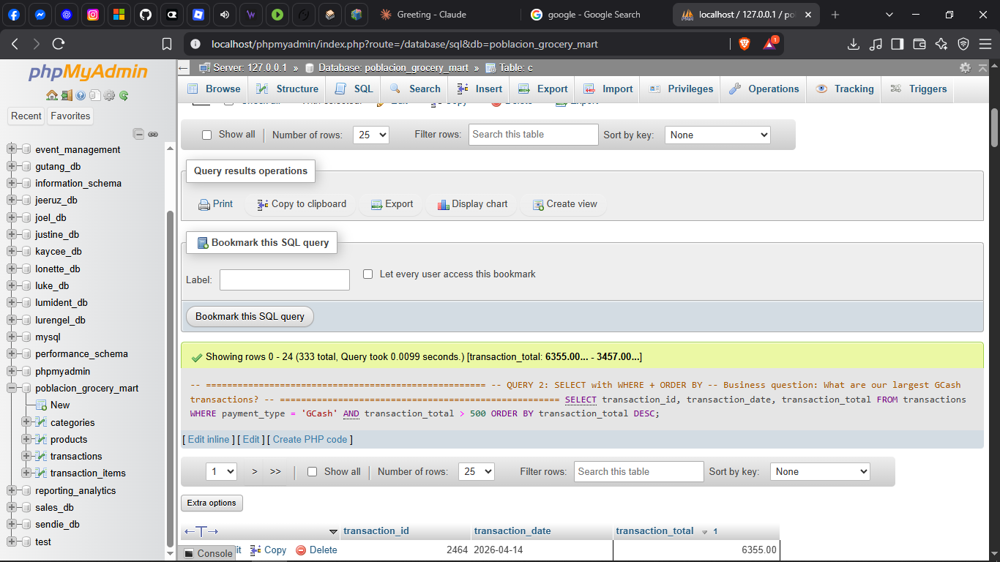 Greeting - Claude
google - Google Search
localhost / 127.0.0.1 / po
localhost/phpmyadmin/index.php?route=/database/sql&db=poblacion_grocery_mart
1
phpMyAdmin
Recent
Favorites
event_management
gutang_db
information_schema
jeeruz_db
joel_db
justine_db
kaycee_db
lonette_db
luke_db
lumident_db
lurengel_db
mysql
performance_schema
phpmyadmin
poblacion_grocery_mart
New
categories
products
transactions
transaction_items
reporting_analytics
sales_db
sendie_db
test
Server: 127.0.0.1 » Database: poblacion_grocery_mart » Table: c
Browse Structure SQL Search Insert Export Import Privileges Operations Tracking Triggers
Show all Number of rows: 25 Filter rows: Search this table Sort by key: None
Query results operations
Print Copy to clipboard Export Display chart Create view
Bookmark this SQL query
Label: Let every user access this bookmark
Bookmark this SQL query
Showing rows 0 - 24 (333 total, Query took 0.0099 seconds.) [transaction_total: 6355.00... - 3457.00...]
-- ===================================================== -- QUERY 2: SELECT with WHERE + ORDER BY -- Business question: What are our largest GCash
transactions? -- ===================================================== SELECT transaction_id, transaction_date, transaction_total FROM transactions
WHERE payment_type = 'GCash' AND transaction_total > 500 ORDER BY transaction_total DESC;
[ Edit inline ] [ Edit ] [ Create PHP code ]
1 > >> Show all Number of rows: 25 Filter rows: Search this table Sort by key: None
Extra options
←T→ transaction_id transaction_date transaction_total 1
Copy Delete 2464 2026-04-14 6355.00
Console